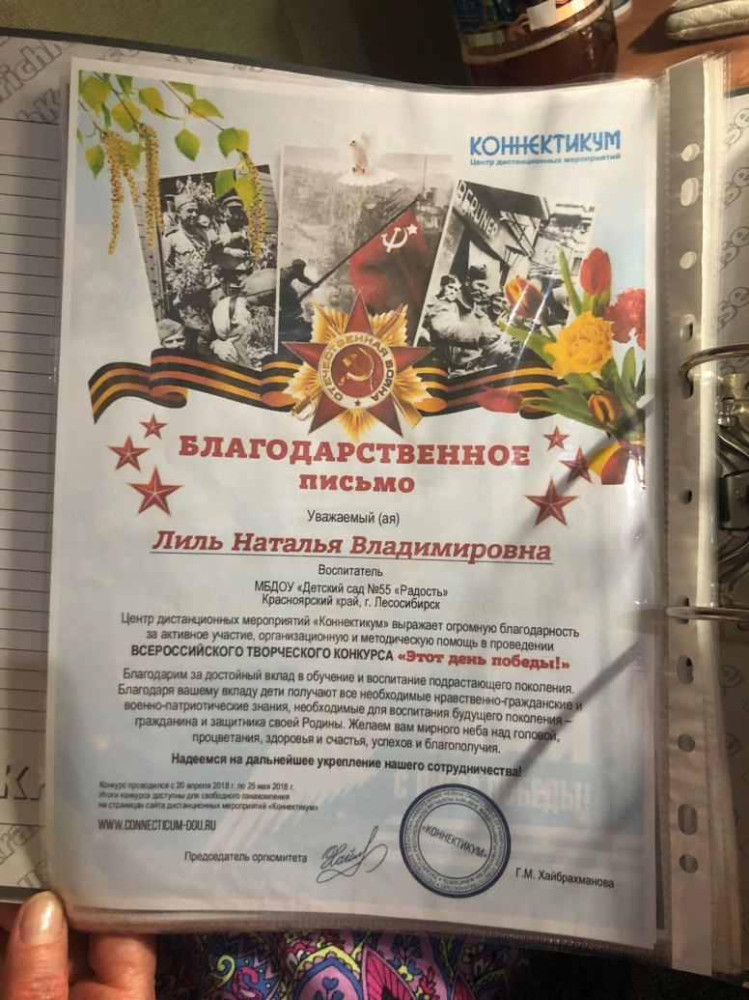 КОННЕКТИКУМ
Центр дистанционных мероприятий
BERLINER
ОТЕЧЕСТВЕННАЯ ВОЙНА
БЛАГОДАРСТВЕННОЕ
ПИСЬМО
Уважаемый (ая)
Лиль Наталья Владимировна
Воспитатель
МБДОУ «Детский сад №55 «Радость»
Красноярский край, г. Лесосибирск
Центр дистанционных мероприятий «Коннектикум» выражает огромную благодарность
за активное участие, организационную и методическую помощь в проведении
ВСЕРОССИЙСКОГО ТВОРЧЕСКОГО КОНКУРСА «Этот день победы!»
Благодарим за достойный вклад в обучение и воспитание подрастающего поколения.
Благодаря вашему вкладу дети получают все необходимые нравственно-гражданские и
военно-патриотические знания, необходимые для воспитания будущего поколения –
гражданина и защитника своей Родины. Желаем вам мирного неба над головой,
процветания, здоровья и счастья, успехов и благополучия.
Надеемся на дальнейшее укрепление нашего сотрудничества!
Конкурс проводился с 20 апреля 2018 г. по 25 мая 2018 г.
Итоги конкурса доступны для свободного ознакомления
на страницах сайта дистанционных мероприятий «Коннектикум»
WWW.CONNECTICUM-DOU.RU
Председатель оргкомитета
«КОННЕКТИКУМ»
Г.М. Хайбрахманова